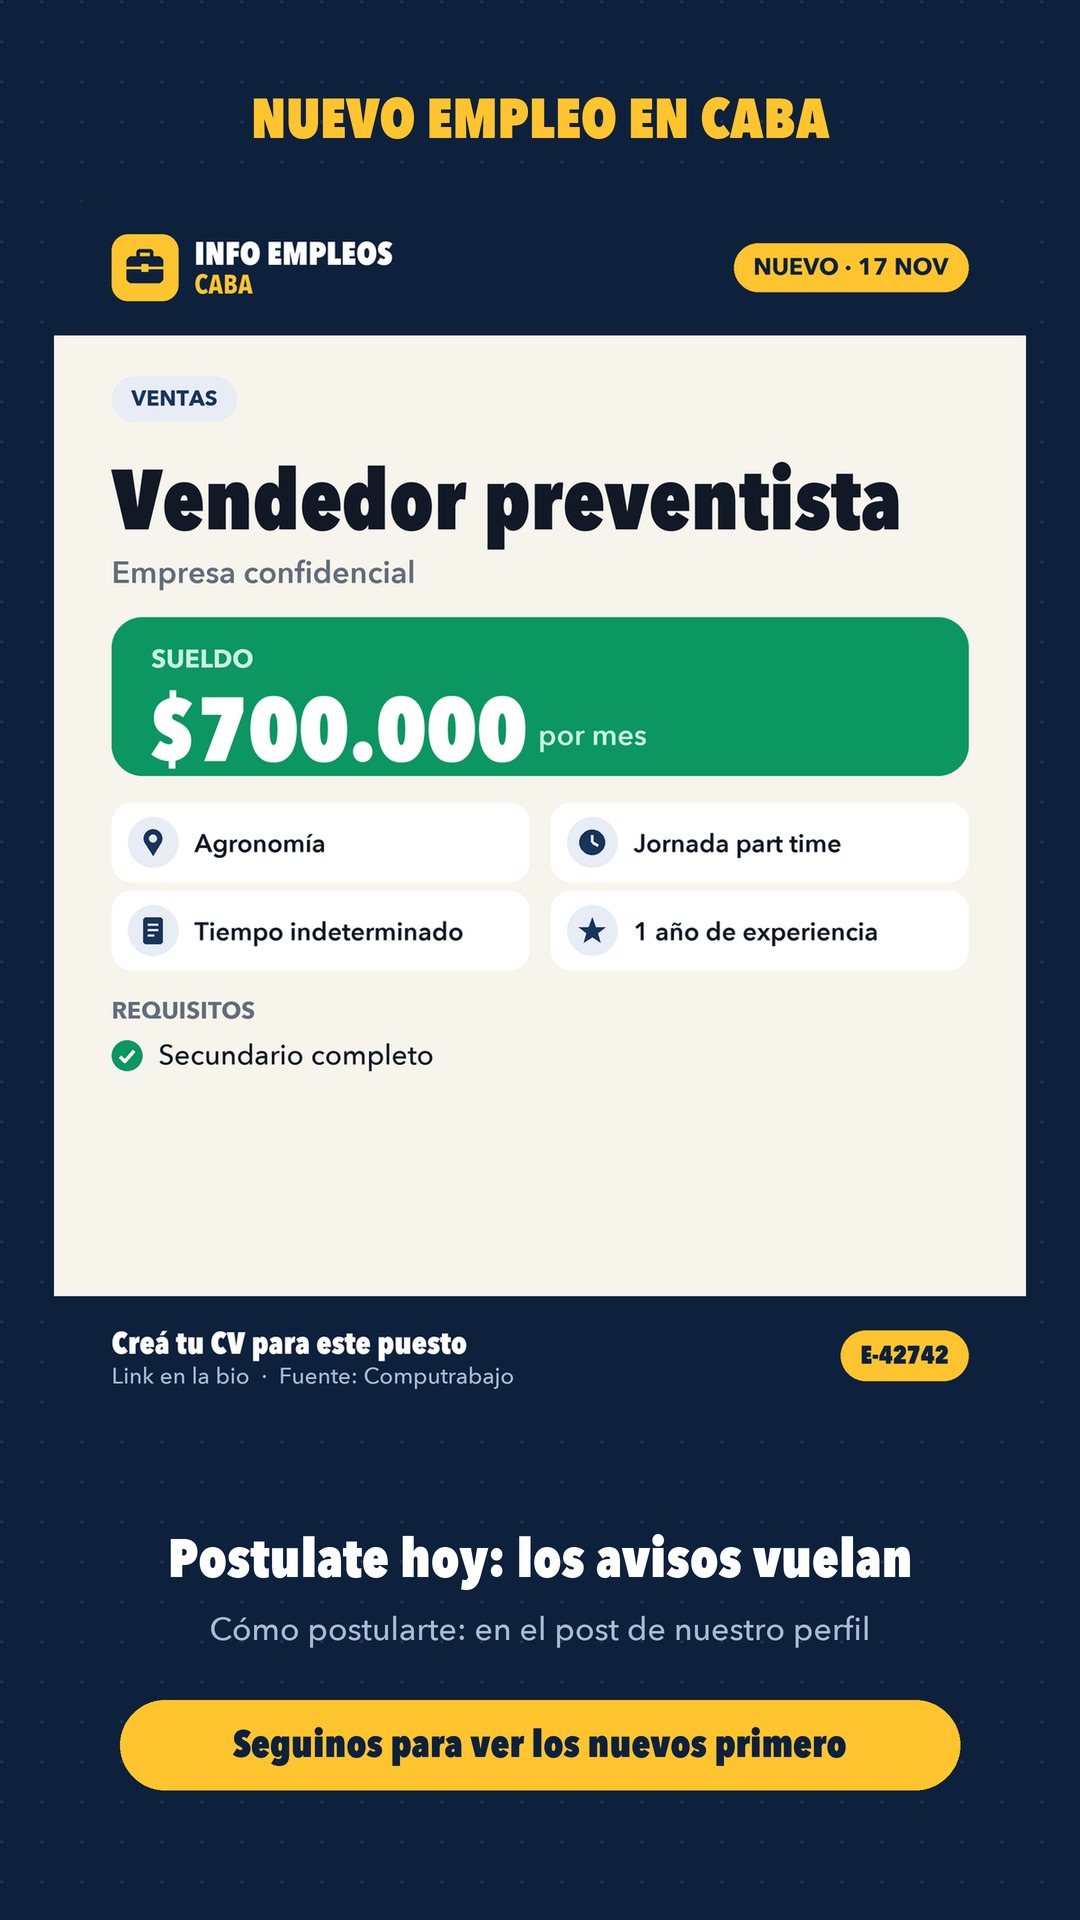 NUEVO EMPLEO EN CABA
INFO EMPLEOS
CABA
NUEVO · 17 NOV
VENTAS
Vendedor preventista
Empresa confidencial
SUELDO
$700.000 por mes
Agronomía
Jornada part time
Tiempo indeterminado
1 año de experiencia
REQUISITOS
Secundario completo
Creá tu CV para este puesto
Link en la bio · Fuente: Computrabajo
E-42742
Postulate hoy: los avisos vuelan
Cómo postularte: en el post de nuestro perfil
Seguinos para ver los nuevos primero